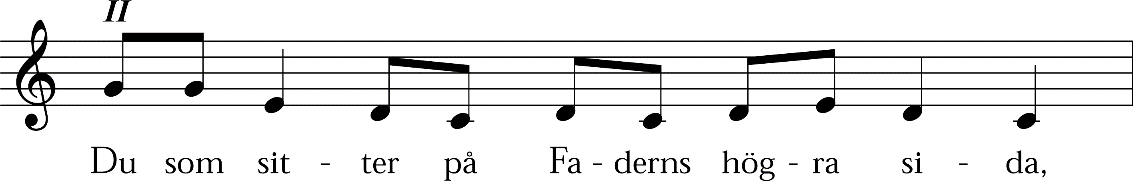 II
Du som sit - ter på Fa - derns hög - ra si - da,